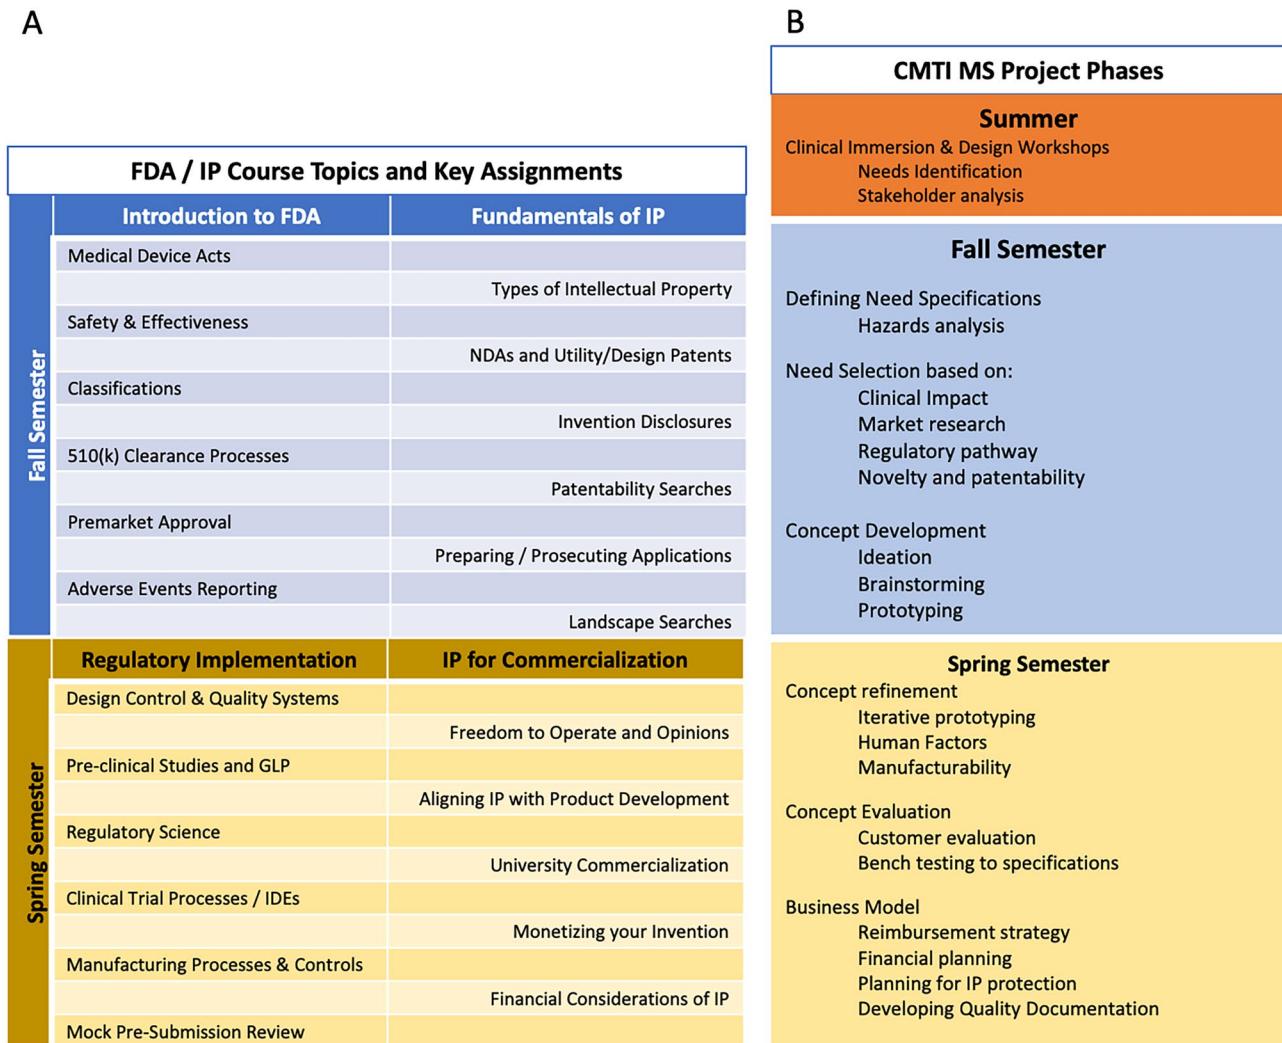 A
FDA / IP Course Topics and Key Assignments
Fall Semester
Introduction to FDA
Fundamentals of IP
Medical Device Acts
Types of Intellectual Property
Safety & Effectiveness
NDAs and Utility/Design Patents
Classifications
Invention Disclosures
510(k) Clearance Processes
Patentability Searches
Premarket Approval
Preparing / Prosecuting Applications
Adverse Events Reporting
Landscape Searches
Spring Semester
Regulatory Implementation
IP for Commercialization
Design Control & Quality Systems
Freedom to Operate and Opinions
Pre-clinical Studies and GLP
Aligning IP with Product Development
Regulatory Science
University Commercialization
Clinical Trial Processes / IDEs
Monetizing your Invention
Manufacturing Processes & Controls
Financial Considerations of IP
Mock Pre-Submission Review
B
CMTI MS Project Phases
Summer
Clinical Immersion & Design Workshops
Needs Identification
Stakeholder analysis
Fall Semester
Defining Need Specifications
Hazards analysis
Need Selection based on:
Clinical Impact
Market research
Regulatory pathway
Novelty and patentability
Concept Development
Ideation
Brainstorming
Prototyping
Spring Semester
Concept refinement
Iterative prototyping
Human Factors
Manufacturability
Concept Evaluation
Customer evaluation
Bench testing to specifications
Business Model
Reimbursement strategy
Financial planning
Planning for IP protection
Developing Quality Documentation